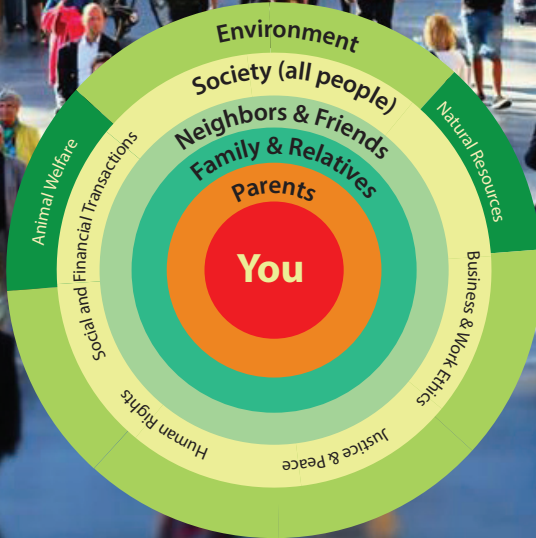 Environment
Animal Welfare
Natural Resources
Society (all people)
Social and Financial Transactions
Business & Work Ethics
Human Rights
Justice & Peace
Neighbors & Friends
Family & Relatives
Parents
You